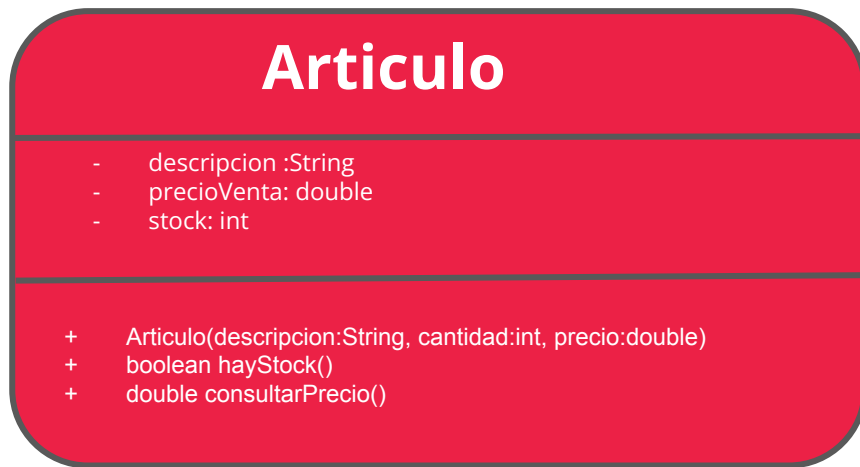 Articulo
- descripcion :String
- precioVenta: double
- stock: int
+ Articulo(descripcion:String, cantidad:int, precio:double)
+ boolean hayStock()
+ double consultarPrecio()